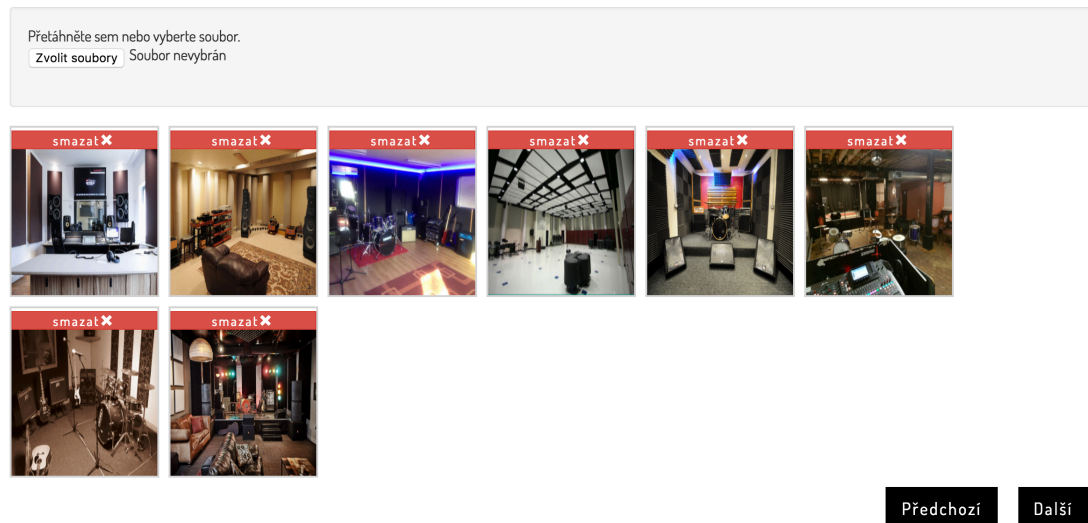 Přetáhněte sem nebo vyberte soubor.
Zvolit soubory Soubor nevybrán
smazat✖ smazat✖ smazat✖ smazat✖ smazat✖ smazat✖
smazat✖ smazat✖
Předchozí Další